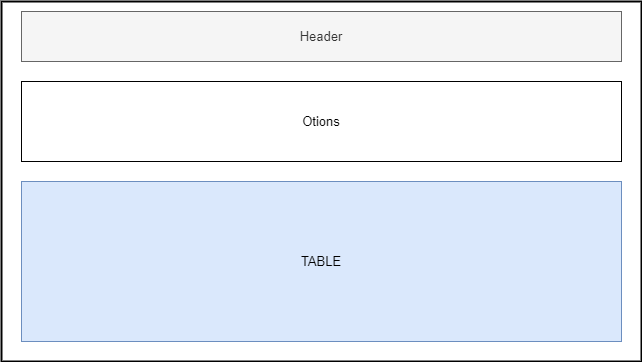 Header
Otions
TABLE